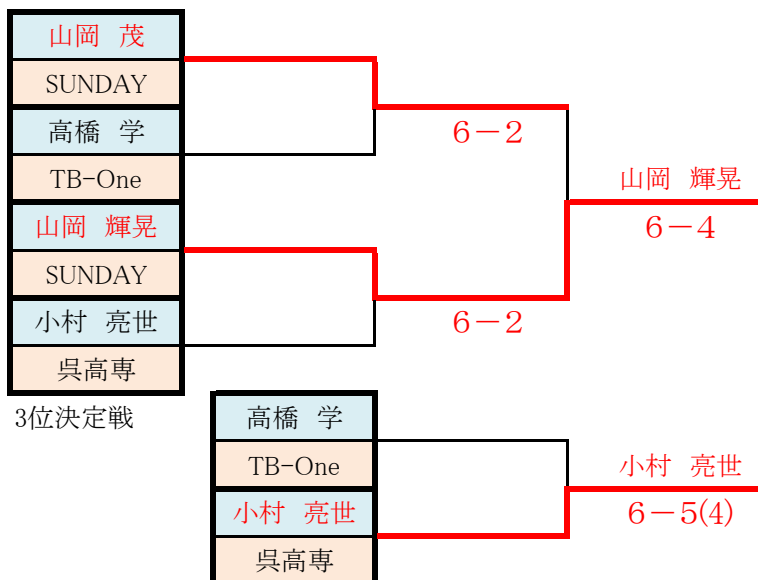 山岡 茂
SUNDAY
高橋 学
TB-One
山岡 輝晃
SUNDAY
小村 亮世
呉高専
6－2
6－2
山岡 輝晃
6－4
3位決定戦
高橋 学
TB-One
小村 亮世
呉高専
小村 亮世
6－5(4)